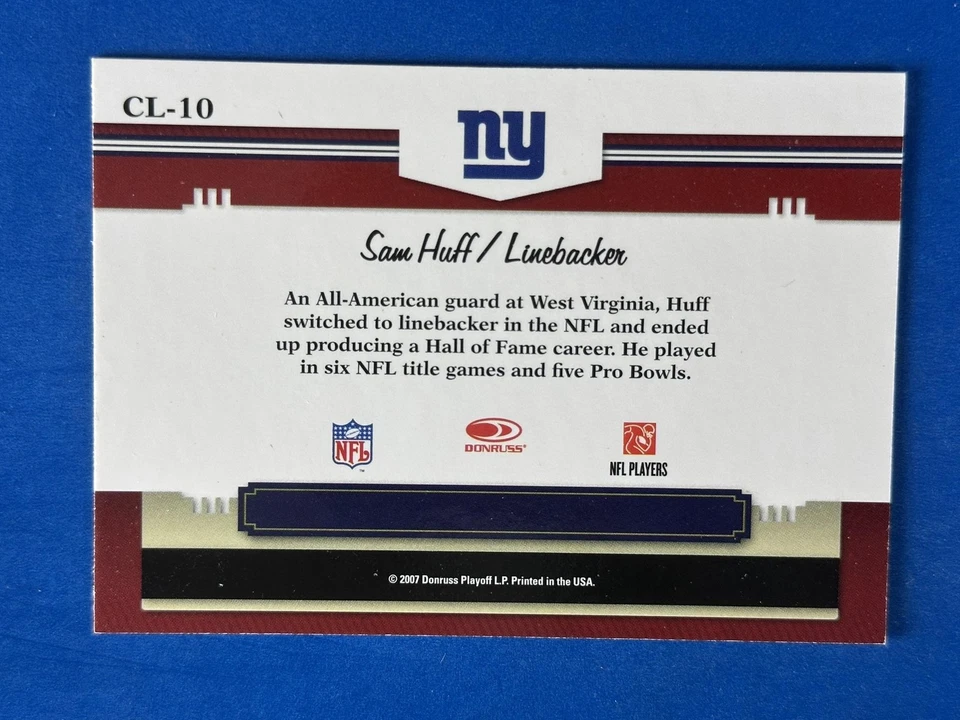 CL-10
ny
Sam Huff / Linebacker
An All-American guard at West Virginia, Huff
switched to linebacker in the NFL and ended
up producing a Hall of Fame career. He played
in six NFL title games and five Pro Bowls.
NFL
DONRUSS
NFL PLAYERS
© 2007 Donruss Playoff L.P. Printed in the USA.